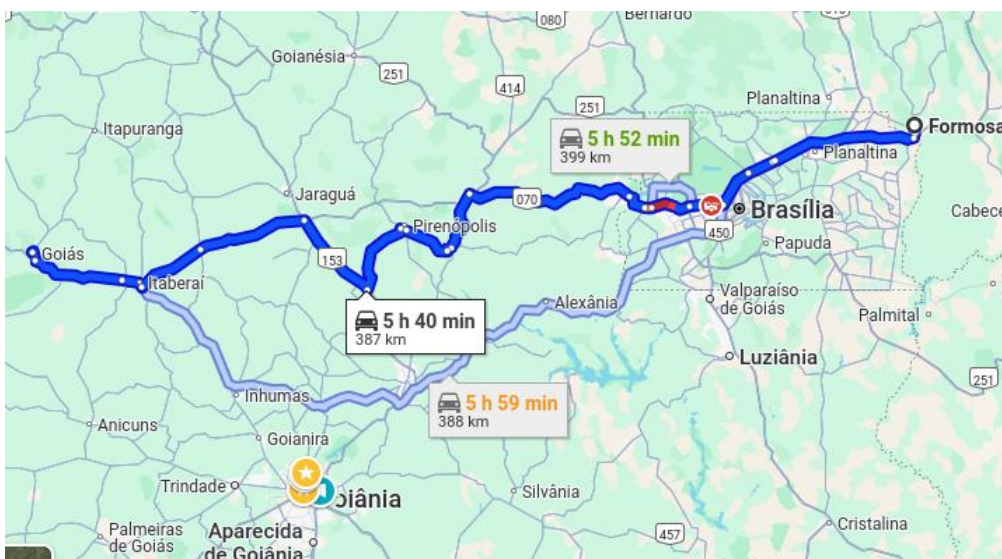 080
Bernardo
Goianésia
251
414
251
Planaltina
Itapuranga
5 h 52 min
399 km
Formosa
Planaltina
Jaraguá
070
Brasília
Cabece
Pirenópolis
450
Goiás
153
Papuda
Itaberaí
Alexânia
Valparaíso
de Goiás
Palmital
5 h 40 min
387 km
Luziânia
251
5 h 59 min
388 km
Inhumas
Anicuns
Goianira
Trindade
oiânia
Silvânia
Palmeiras
de Goiás
Aparecida
de Goiânia
457
Cristalina